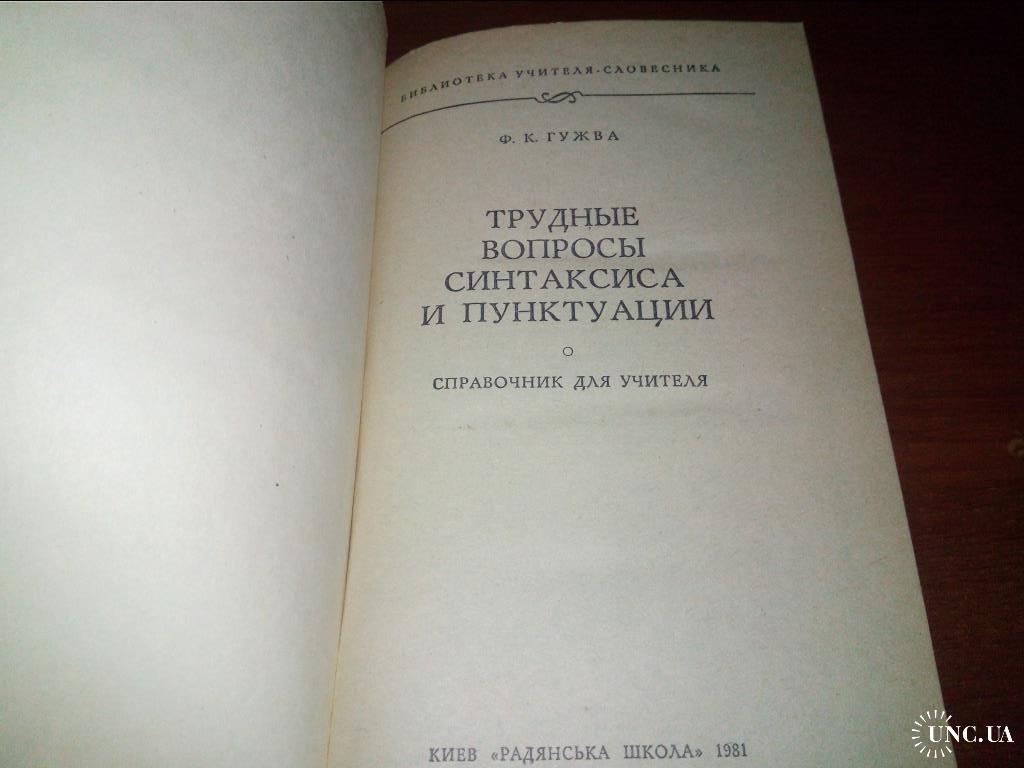 БИБЛИОТЕКА УЧИТЕЛЯ-СЛОВЕСНИКА
Ф. К. ГУЖВА
ТРУДНЫЕ
ВОПРОСЫ
СИНТАКСИСА
И ПУНКТУАЦИИ
СПРАВОЧНИК ДЛЯ УЧИТЕЛЯ
КИЕВ «РАДЯНСЬКА ШКОЛА» 1981
UNC.UA